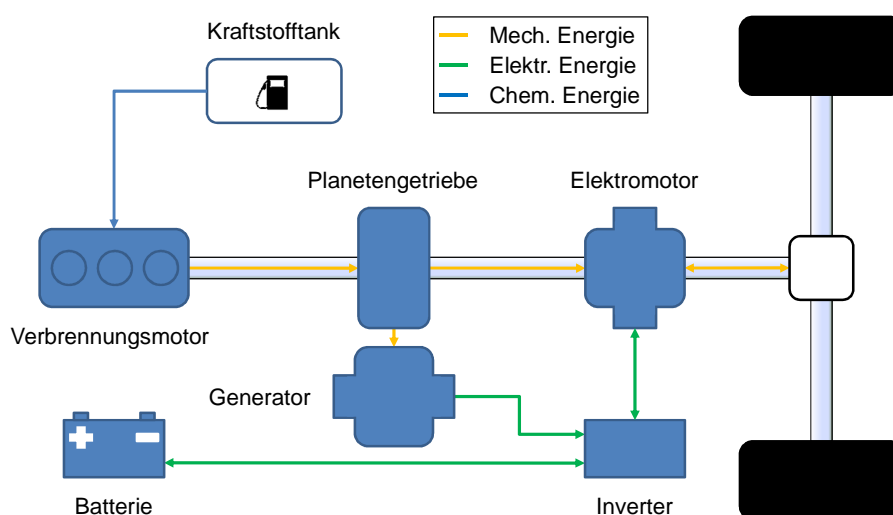 Kraftstofftank
Mech. Energie
Elektr. Energie
Chem. Energie
Planetengetriebe
Elektromotor
Verbrennungsmotor
Generator
Batterie
Inverter